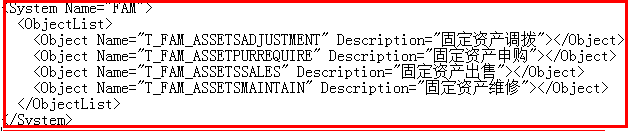 <System Name="FAM">
<ObjectList>
<Object Name="T_FAM_ASSETSADJUSTMENT" Description="固定资产调拨"></Object>
<Object Name="T_FAM_ASSETPURREQUIRE" Description="固定资产申购"></Object>
<Object Name="T_FAM_ASSETSSALES" Description="固定资产出售"></Object>
<Object Name="T_FAM_ASSETSMAINTAIN" Description="固定资产维修"></Object>
</ObjectList>
</System>